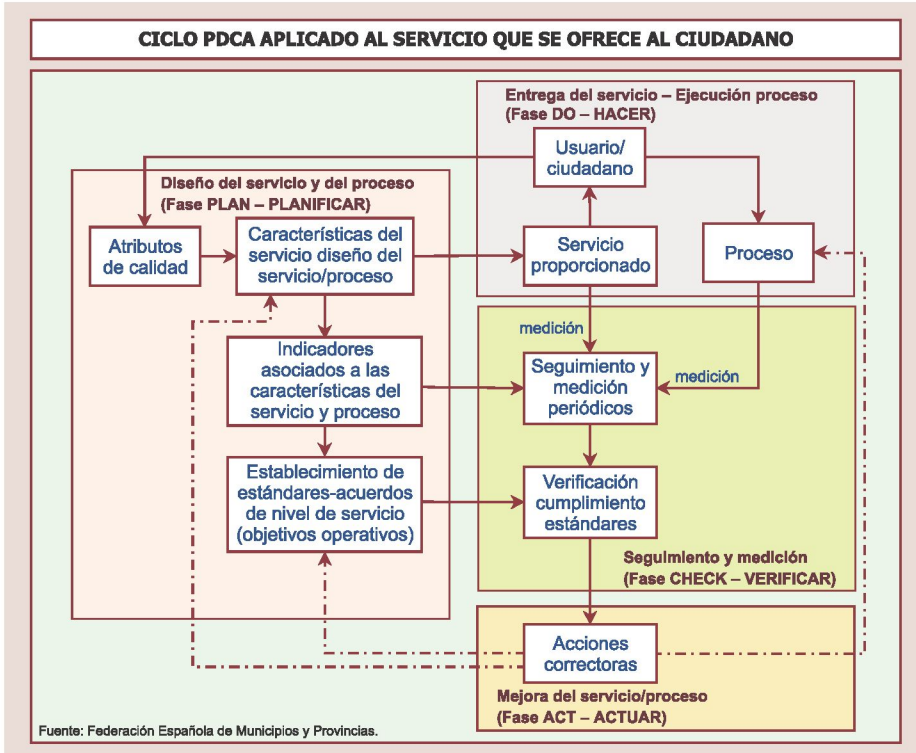 CICLO PDCA APLICADO AL SERVICIO QUE SE OFRECE AL CIUDADANO
Entrega del servicio – Ejecución proceso
(Fase DO – HACER)
Usuario/
ciudadano
Diseño del servicio y del proceso
(Fase PLAN – PLANIFICAR)
Atributos
de calidad
Características del
servicio diseño del
servicio/proceso
Servicio
proporcionado
Proceso
medición
Indicadores
asociados a las
características del
servicio y proceso
Seguimiento y
medición
periódicos
medición
Establecimiento de
estándares-acuerdos
de nivel de servicio
(objetivos operativos)
Verificación
cumplimiento
estándares
Seguimiento y medición
(Fase CHECK – VERIFICAR)
Acciones
correctoras
Mejora del servicio/proceso
(Fase ACT – ACTUAR)
Fuente: Federación Española de Municipios y Provincias.